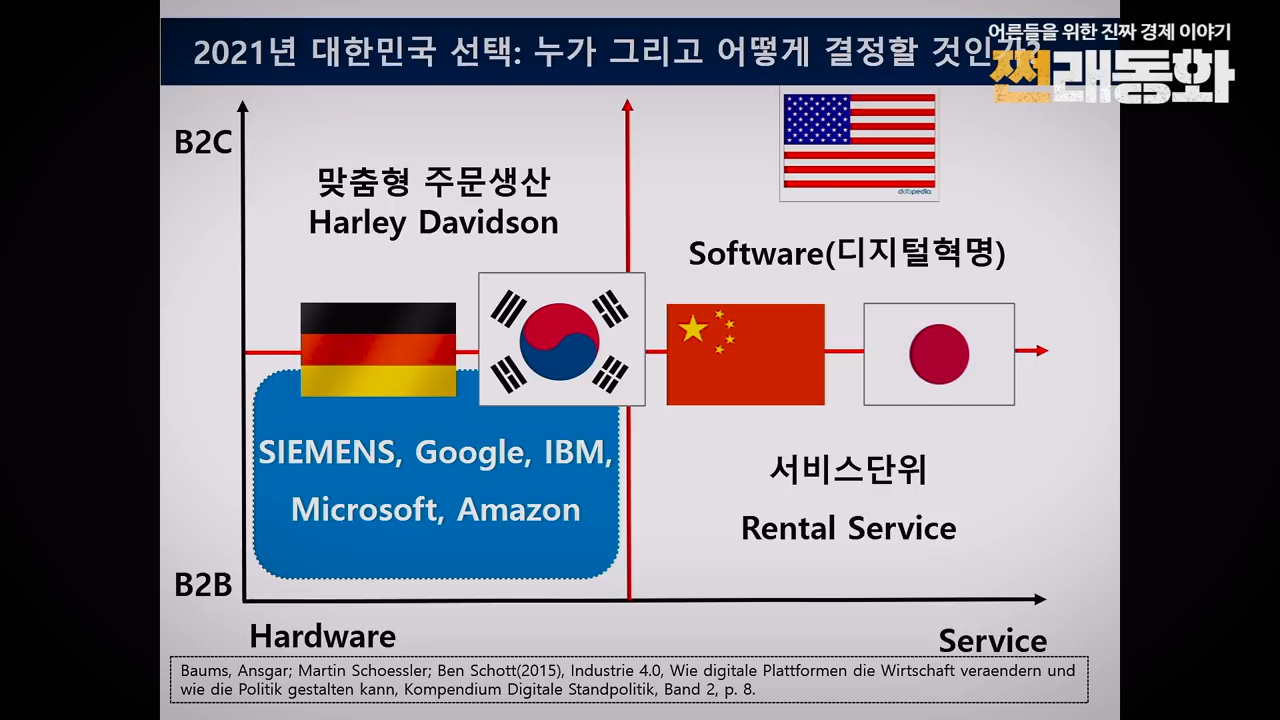 어른들을 위한 진짜 경제 이야기
쩐래동화
2021년 대한민국 선택: 누가 그리고 어떻게 결정할 것인가?
B2C
맞춤형 주문생산
Harley Davidson
Software(디지털혁명)
SIEMENS, Google, IBM,
Microsoft, Amazon
서비스단위
Rental Service
B2B
Hardware
Service
Baums, Ansgar; Martin Schoessler; Ben Schott(2015), Industrie 4.0, Wie digitale Plattformen die Wirtschaft veraendern und
wie die Politik gestalten kann, Kompendium Digitale Standpolitik, Band 2, p. 8.